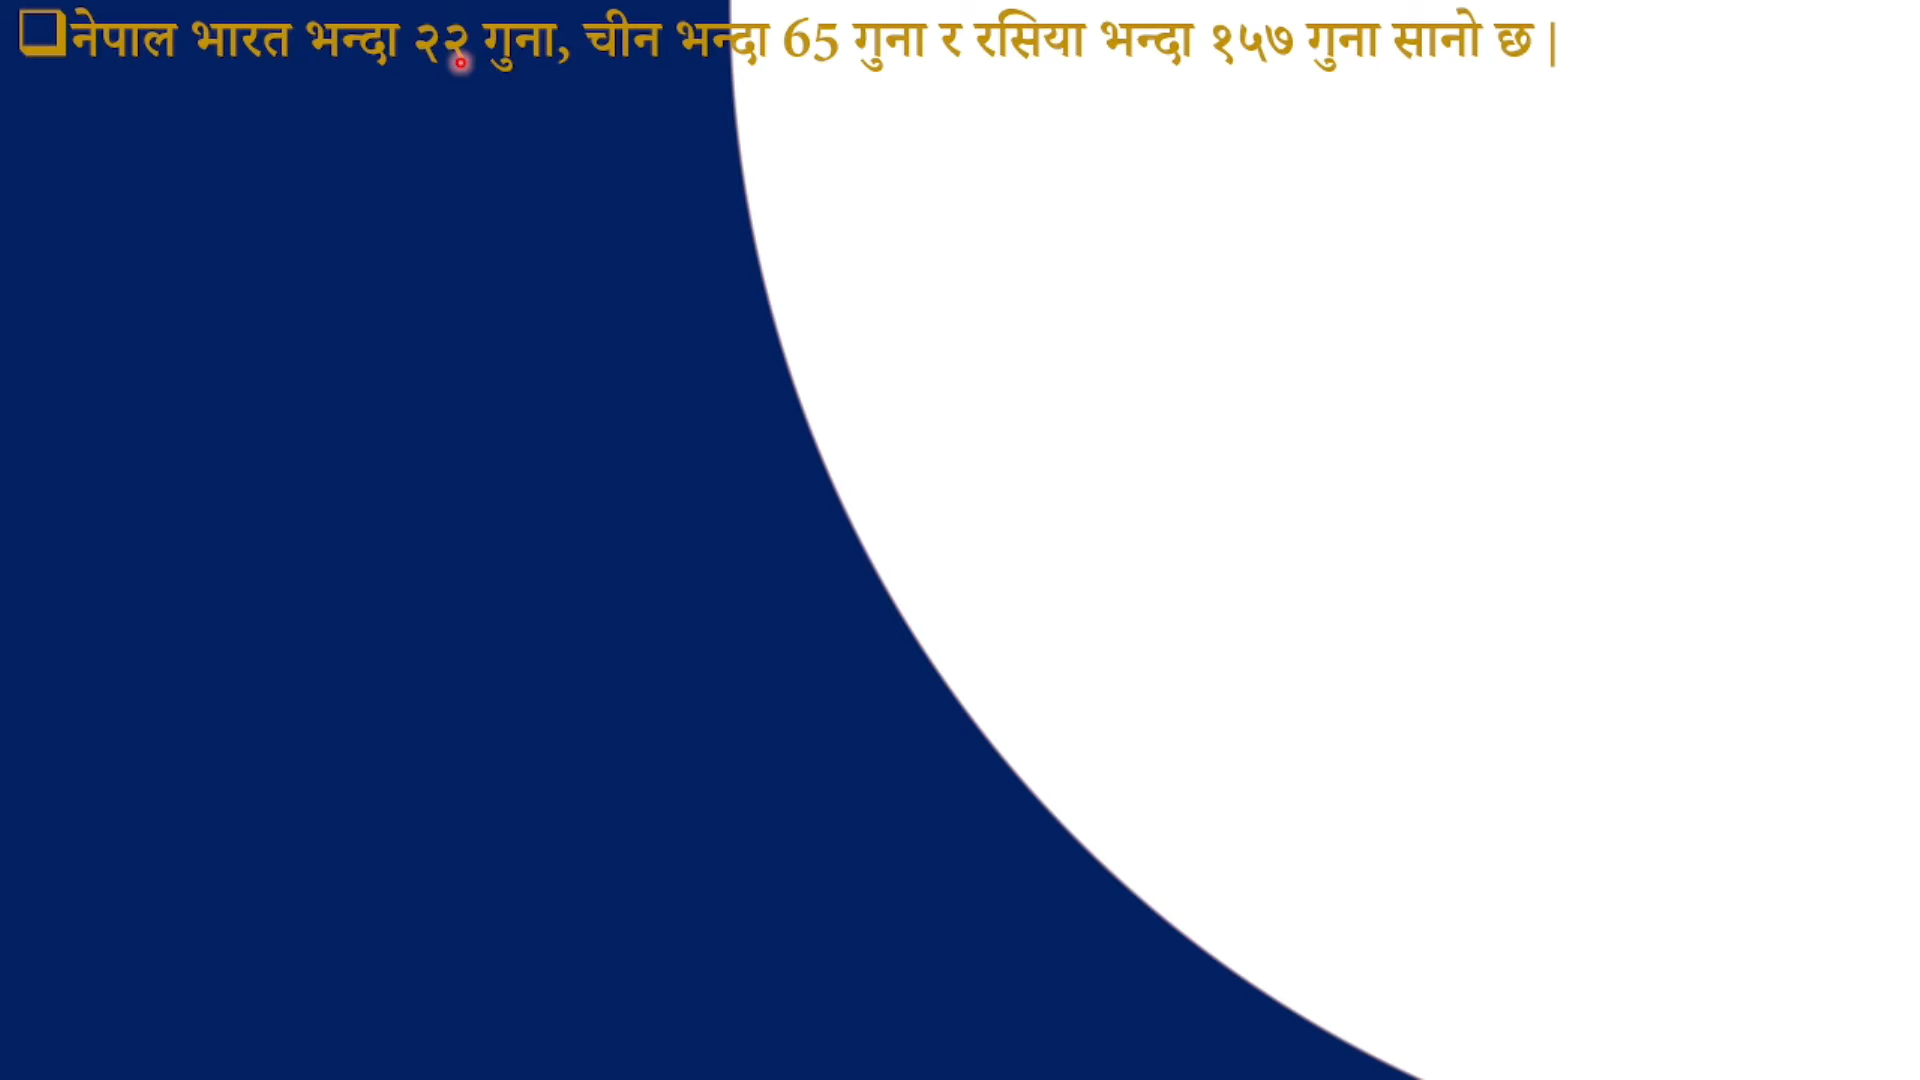 ❑नेपाल भारत भन्दा २२ गुना, चीन भन्दा 65 गुना र रसिया भन्दा १५७ गुना सानो छ |